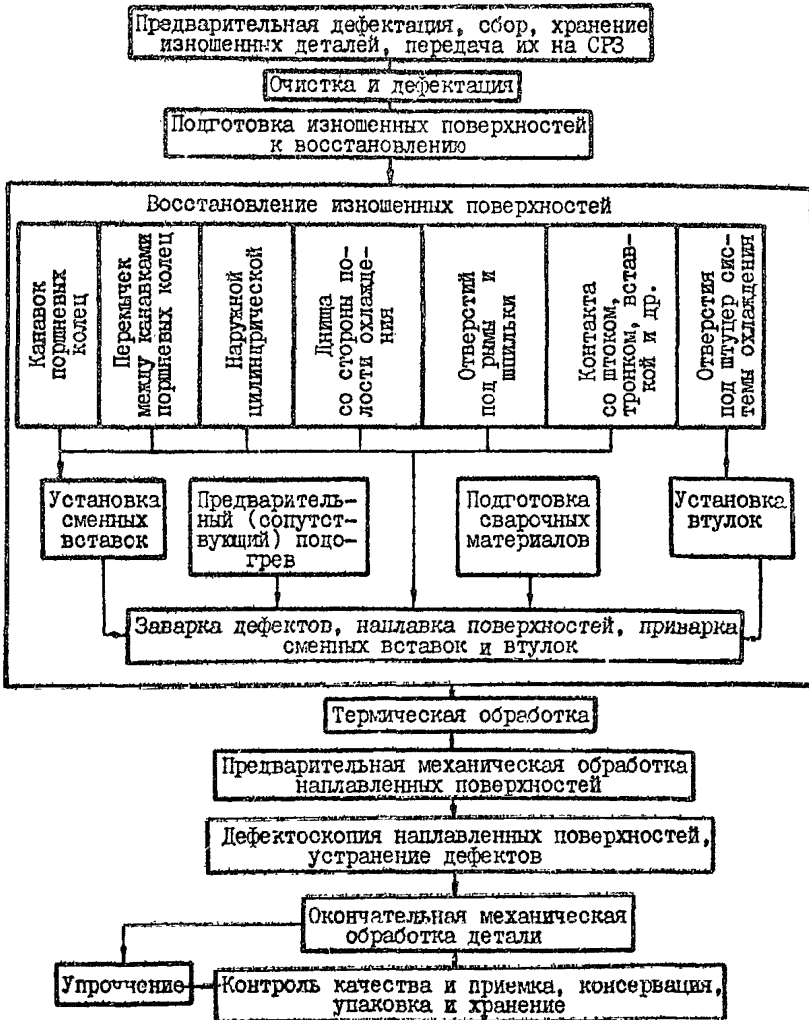 Предварительная дефектация, сбор, хранение
изношенных деталей, передача их на СРЗ
Очистка и дефектация
Подготовка изношенных поверхностей
к восстановлению
Восстановление изношенных поверхностей
Канавок
поршневых
колец
Перемычек
между канавками
поршневых колец
Наружной
цилиндрической
Днища
со стороны по-
лости охлажде-
ния
Отверстий
под рымы и
шпильки
Контакта
со штоком,
тронком, встав-
кой и др.
Отверстия
под штуцер сис-
темы охлаждения
Установка
сменных
вставок
Предваритель-
ный (сопутст-
вующий) подо-
грев
Подготовка
сварочных
материалов
Установка
втулок
Заварка дефектов, наплавка поверхностей, приварка
сменных вставок и втулок
Термическая обработка
Предварительная механическая обработка
наплавленных поверхностей
Дефектоскопия наплавленных поверхностей,
устранение дефектов
Окончательная механическая
обработка детали
Упрочнение
Контроль качества и приемка, консервация,
упаковка и хранение